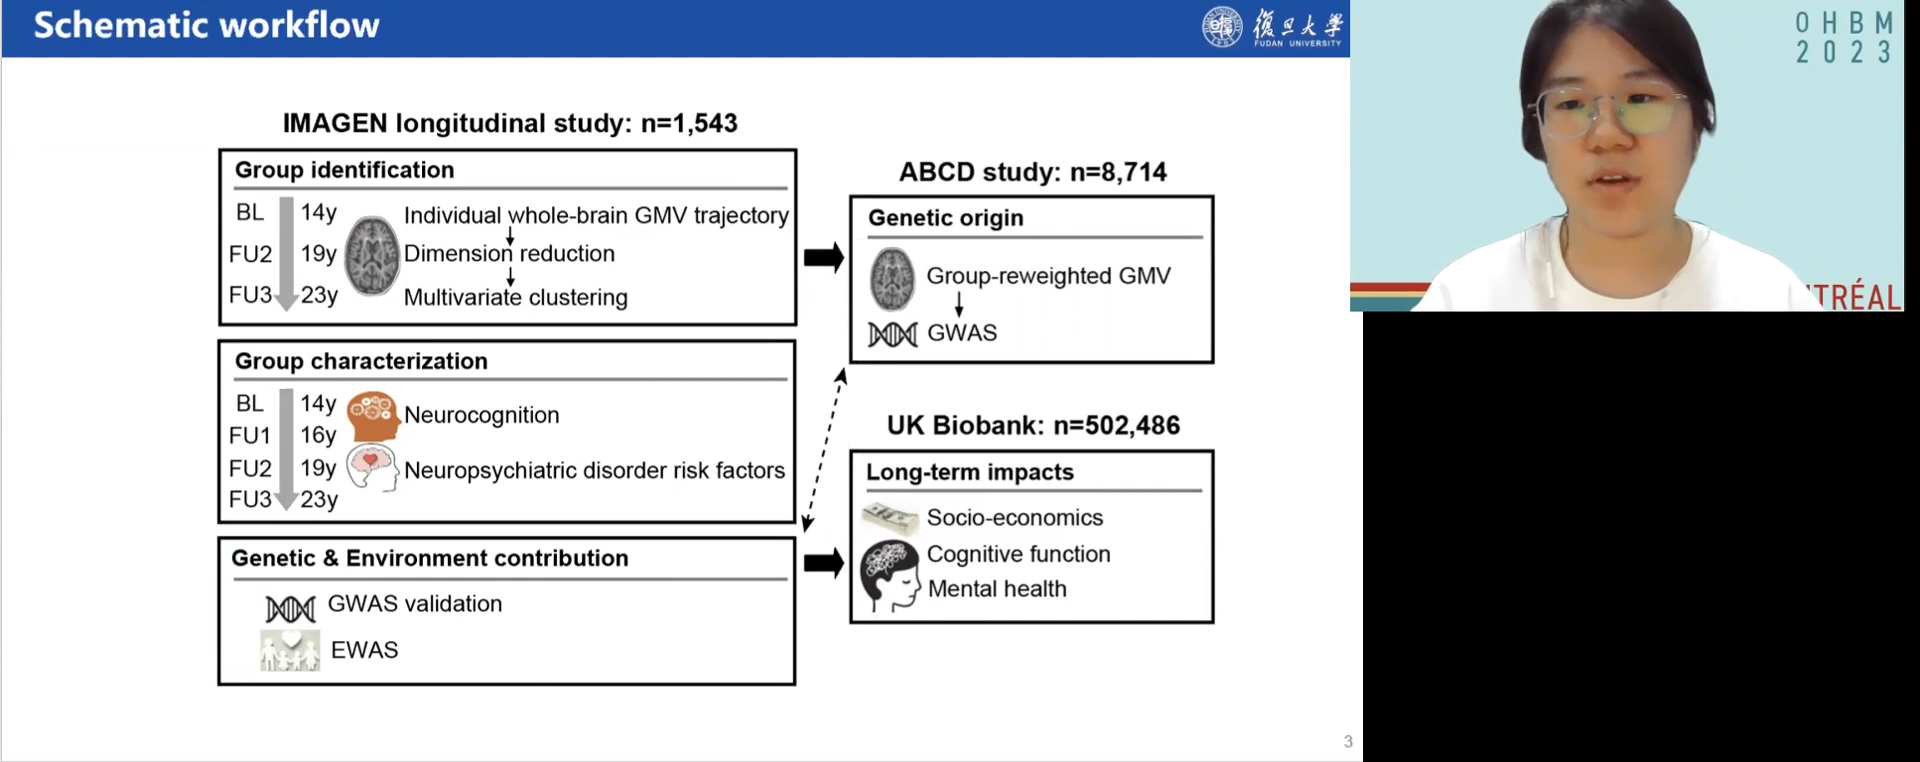 Schematic workflow
復旦大學
FUDAN UNIVERSITY
IMAGEN longitudinal study: n=1,543
Group identification
BL 14y
FU2 19y
FU3 23y
Individual whole-brain GMV trajectory
Dimension reduction
Multivariate clustering
Group characterization
BL 14y
FU1 16y
FU2 19y
FU3 23y
Neurocognition
Neuropsychiatric disorder risk factors
Genetic & Environment contribution
GWAS validation
EWAS
ABCD study: n=8,714
Genetic origin
Group-reweighted GMV
GWAS
UK Biobank: n=502,486
Long-term impacts
Socio-economics
Cognitive function
Mental health
3
OHBM
2023
TRÉAL